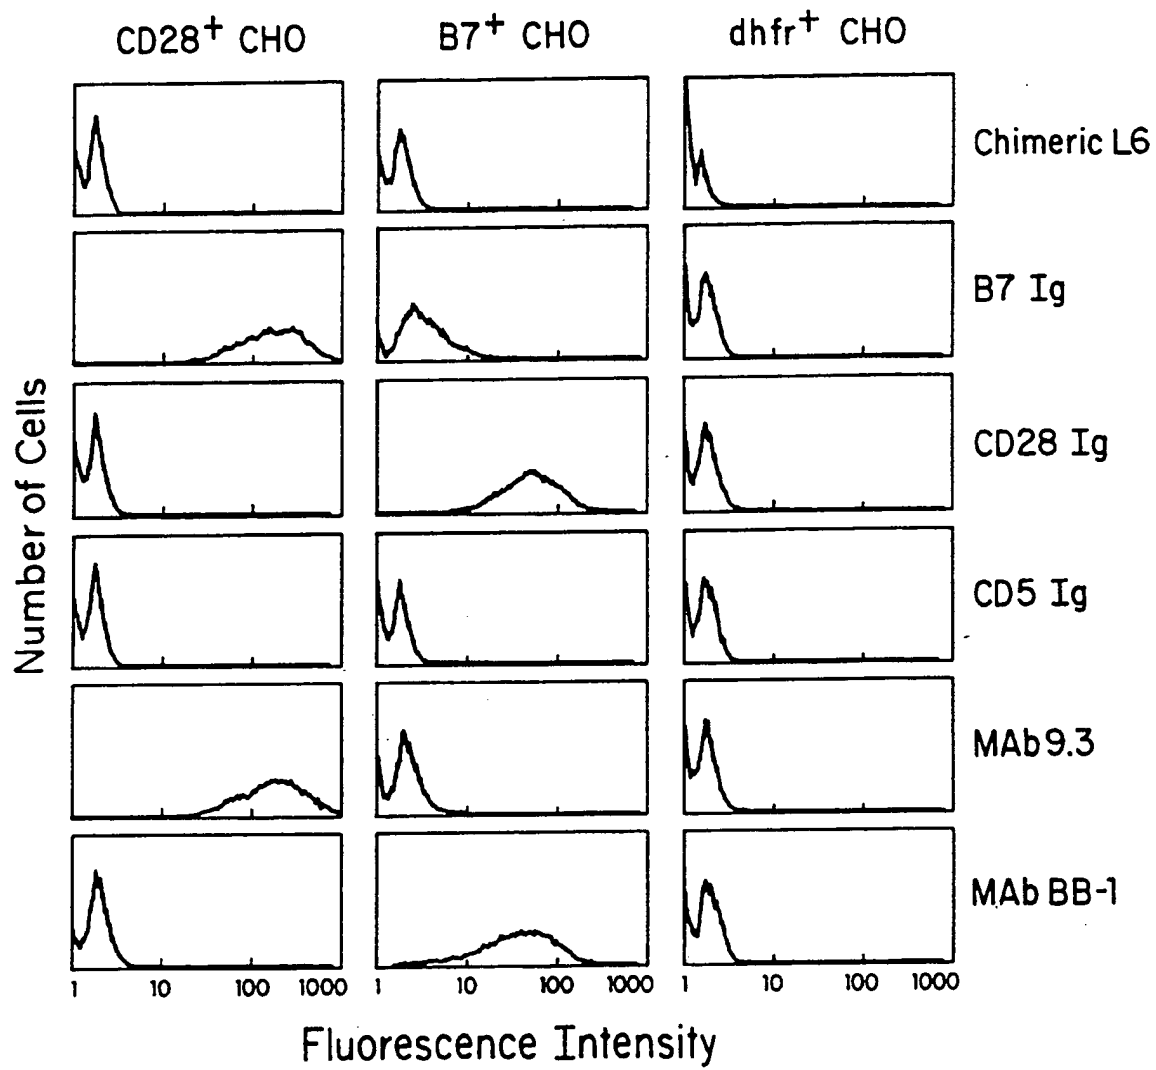 CD28+ CHO
B7+ CHO
dhfr+ CHO
Chimeric L6
B7 Ig
CD28 Ig
CD5 Ig
MAb 9.3
MAb BB-1
Number of Cells
1 10 100 1000
1 10 100 1000
1 10 100 1000
Fluorescence Intensity